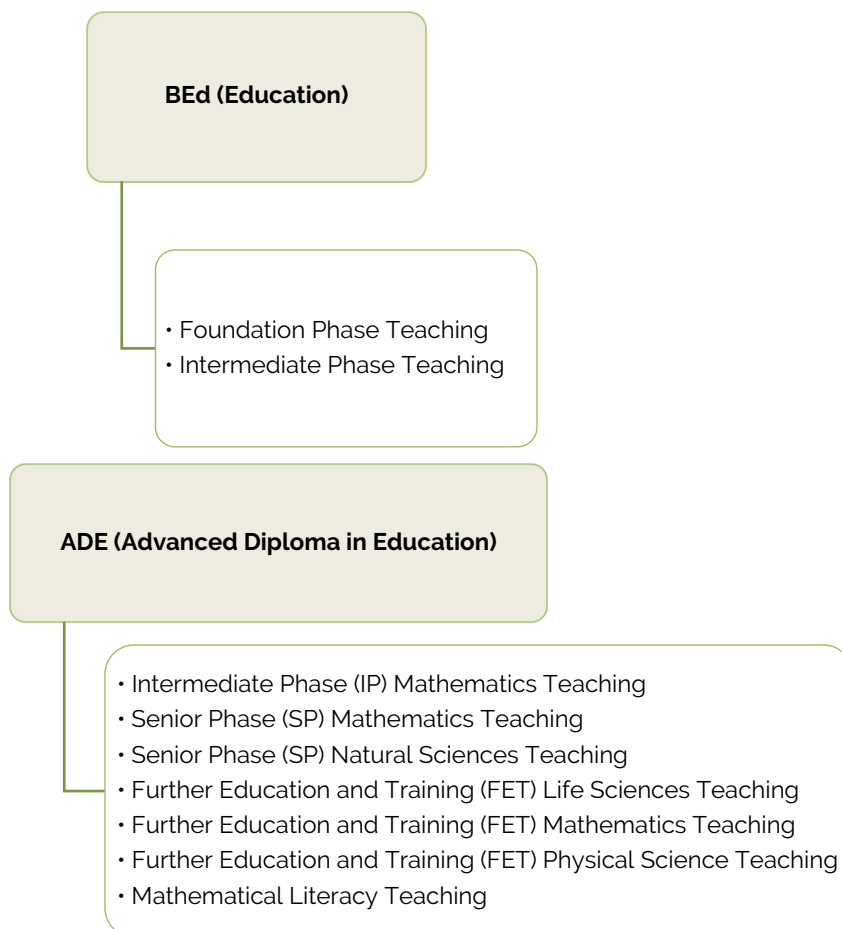 BEd (Education)
• Foundation Phase Teaching
• Intermediate Phase Teaching
ADE (Advanced Diploma in Education)
• Intermediate Phase (IP) Mathematics Teaching
• Senior Phase (SP) Mathematics Teaching
• Senior Phase (SP) Natural Sciences Teaching
• Further Education and Training (FET) Life Sciences Teaching
• Further Education and Training (FET) Mathematics Teaching
• Further Education and Training (FET) Physical Science Teaching
• Mathematical Literacy Teaching